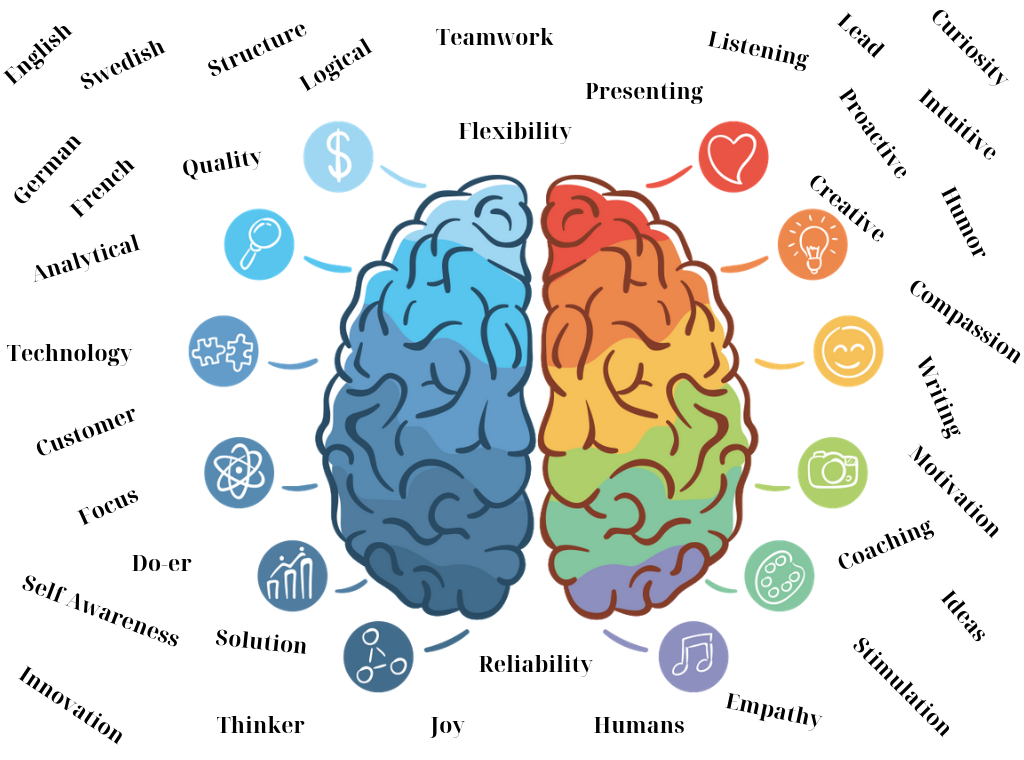 English
Swedish
Structure
Logical
Teamwork
Listening
Lead
Curiosity
Presenting
Flexibility
Proactive
Intuitive
German
French
Quality
Creative
Humor
Analytical
Compassion
Technology
Writing
Customer
Motivation
Focus
Coaching
Do-er
Self Awareness
Solution
Ideas
Reliability
Stimulation
Innovation
Thinker
Joy
Humans
Empathy
$